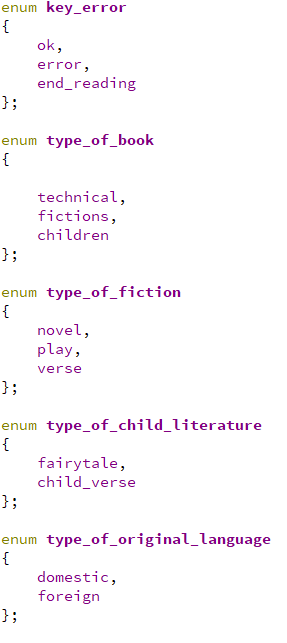 enum key_error
{
    ok,
    error,
    end_reading
};

enum type_of_book
{

    technical,
    fictions,
    children
};

enum type_of_fiction
{
    novel,
    play,
    verse
};

enum type_of_child_literature
{
    fairytale,
    child_verse
};

enum type_of_original_language
{
    domestic,
    foreign
};